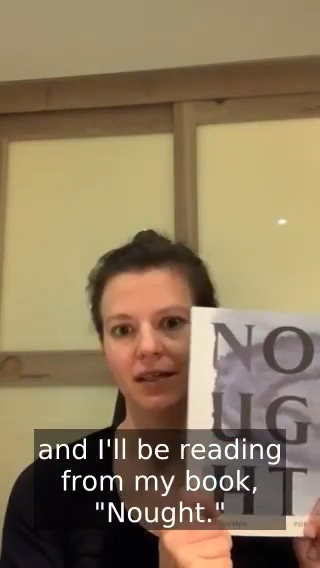 NO
UG
HT
and I'll be reading
from my book,
"Nought."